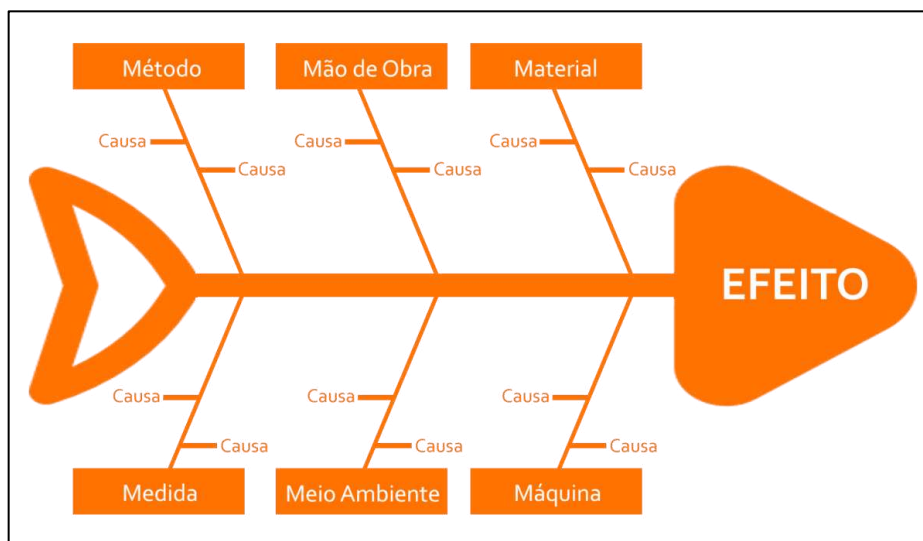 Método
Mão de Obra
Material
Causa
Causa
Causa
Causa
Causa
Causa
EFEITO
Causa
Causa
Causa
Causa
Causa
Causa
Medida
Meio Ambiente
Máquina